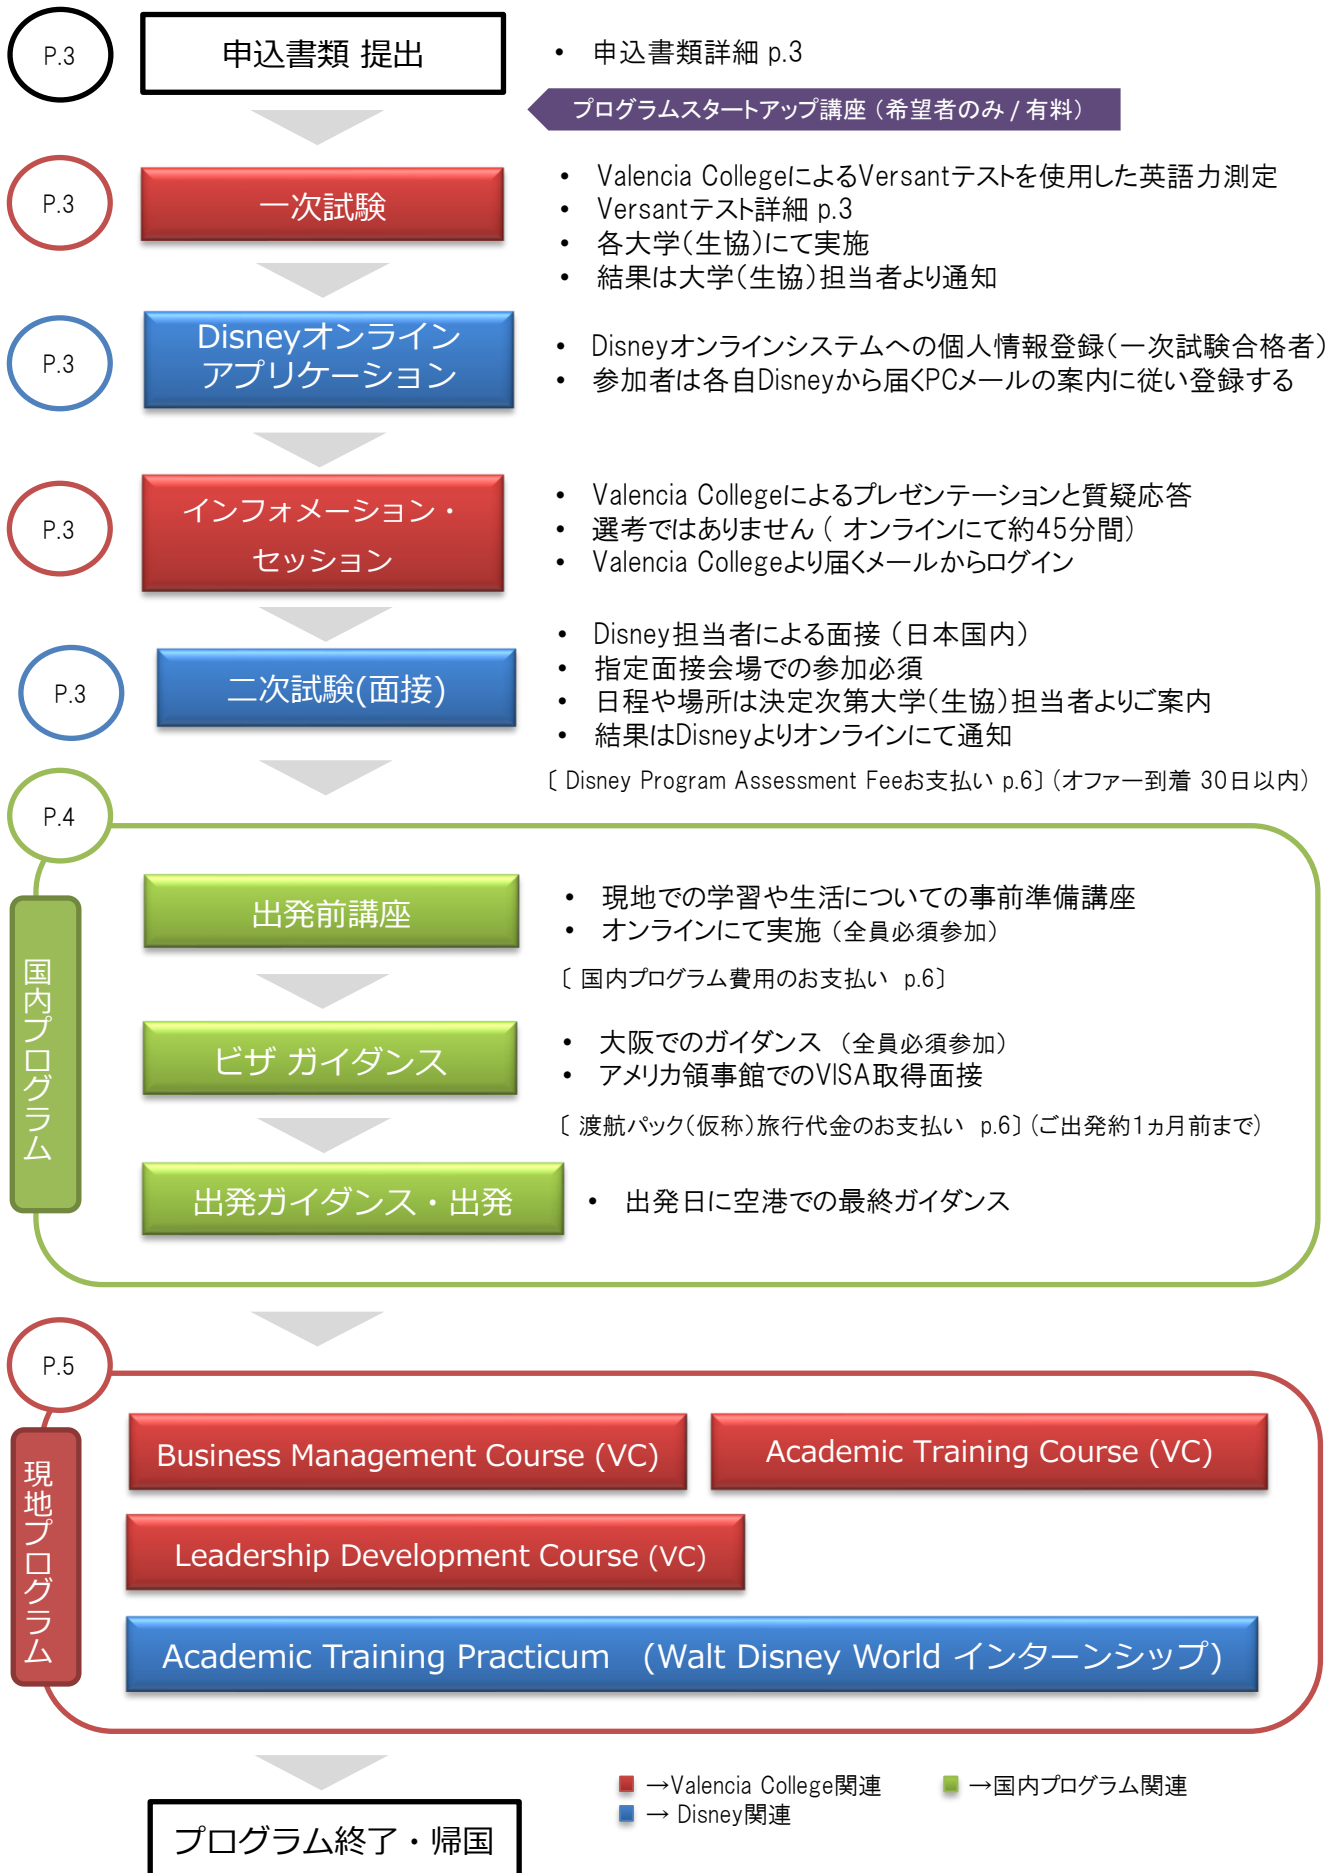 P.3
申込書類 提出
• 申込書類詳細 p.3
プログラムスタートアップ講座（希望者のみ / 有料）
P.3
一次試験
• Valencia CollegeによるVersantテストを使用した英語力測定
• Versantテスト詳細 p.3
• 各大学（生協）にて実施
• 結果は大学（生協）担当者より通知
P.3
Disneyオンライン
アプリケーション
• Disneyオンラインシステムへの個人情報登録（一次試験合格者）
• 参加者は各自Disneyから届くPCメールの案内に従い登録する
P.3
インフォメーション・
セッション
• Valencia Collegeによるプレゼンテーションと質疑応答
• 選考ではありません（ オンラインにて約45分間）
• Valencia Collegeより届くメールからログイン
P.3
二次試験(面接)
• Disney担当者による面接（日本国内）
• 指定面接会場での参加必須
• 日程や場所は決定次第大学（生協）担当者よりご案内
• 結果はDisneyよりオンラインにて通知
〔 Disney Program Assessment Feeお支払い p.6〕（オファー到着 30日以内）
P.4
国内プログラム
出発前講座
• 現地での学習や生活についての事前準備講座
• オンラインにて実施（全員必須参加）
〔 国内プログラム費用のお支払い p.6〕
ビザ ガイダンス
• 大阪でのガイダンス （全員必須参加）
• アメリカ領事館でのVISA取得面接
〔 渡航パック（仮称）旅行代金のお支払い p.6〕（ご出発約1ヵ月前まで）
出発ガイダンス・出発
• 出発日に空港での最終ガイダンス
P.5
現地プログラム
Business Management Course (VC)
Academic Training Course (VC)
Leadership Development Course (VC)
Academic Training Practicum （Walt Disney World インターンシップ）
→Valencia College関連
→国内プログラム関連
→ Disney関連
プログラム終了・帰国